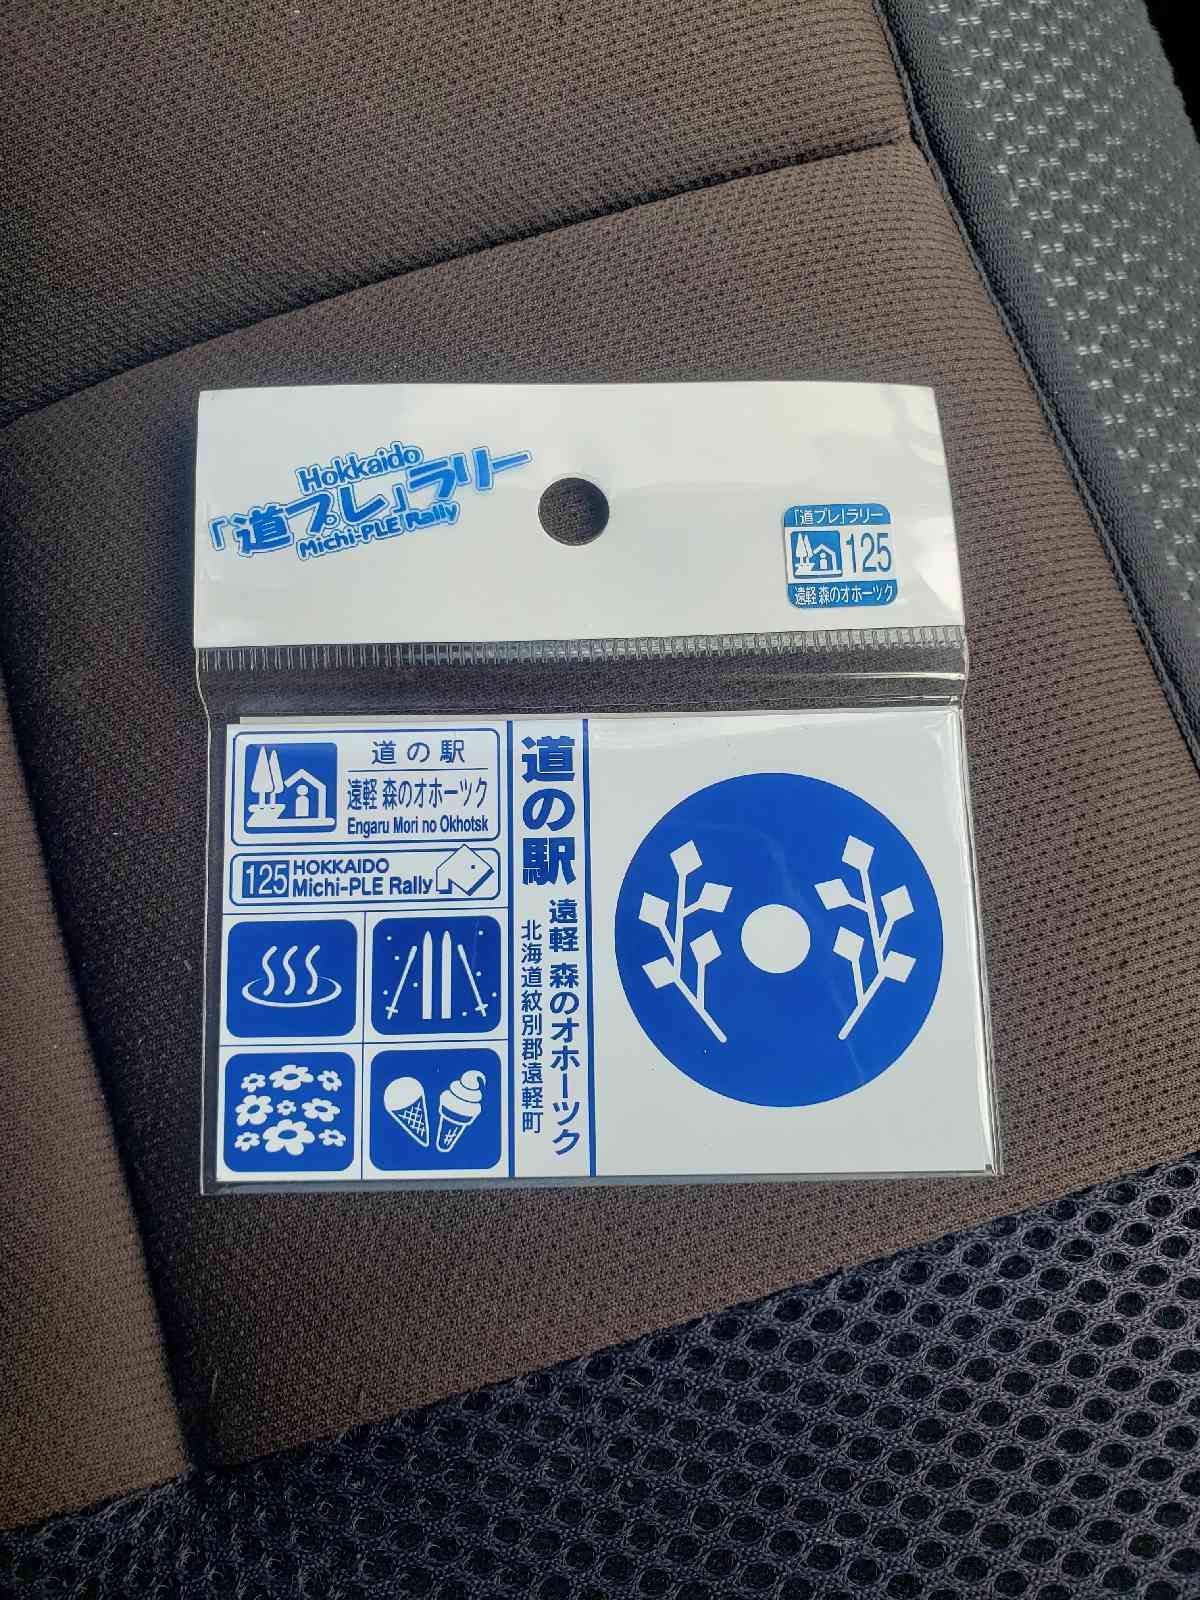 Hokkaido
「道プレ」ラリー
Michi-PLE Rally
「道プレ」ラリー
125
遠軽 森のオホーツク
道の駅
遠軽 森のオホーツク
Engaru Mori no Okhotsk
125
HOKKAIDO
Michi-PLE Rally
道の駅 遠軽 森のオホーツク
北海道紋別郡遠軽町